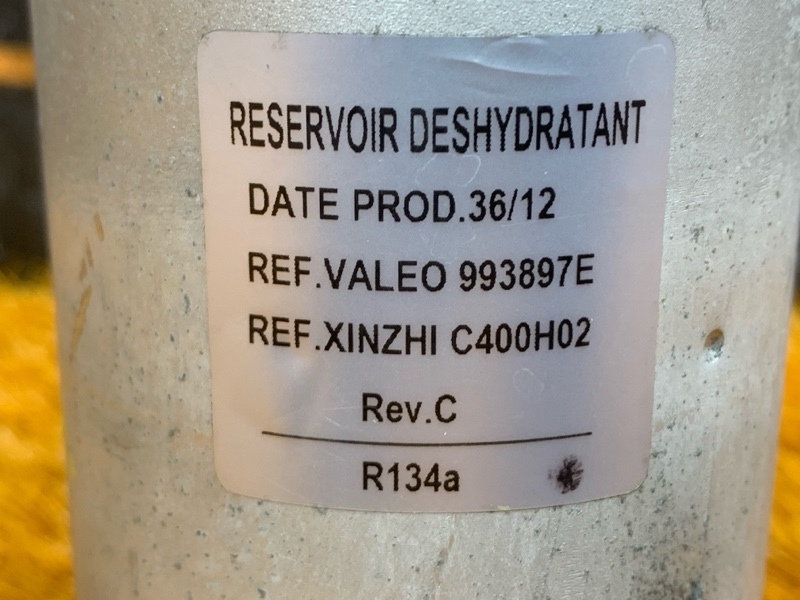 RESERVOIR DESHYDRATANT
DATE PROD.36/12
REF.VALEO 993897E
REF.XINZHI C400H02
Rev.C
R134a